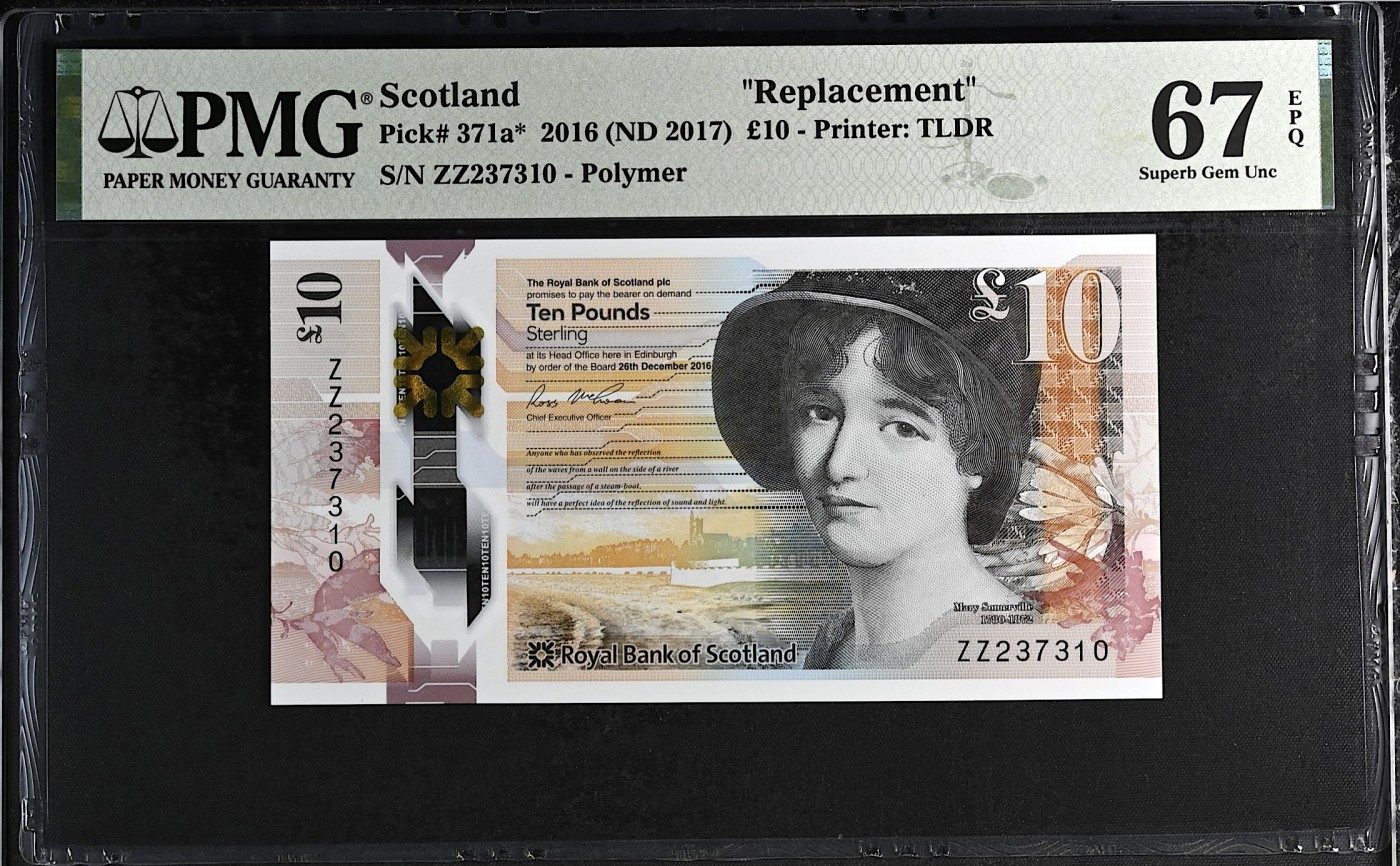 PMG®
PAPER MONEY GUARANTY
Scotland "Replacement"
Pick# 371a* 2016 (ND 2017) £10 - Printer: TLDR
S/N ZZ237310 - Polymer
67
EPQ
Superb Gem Unc
£10
ZZ237310
The Royal Bank of Scotland plc
promises to pay the bearer on demand
Ten Pounds
Sterling
at its Head Office here in Edinburgh
by order of the Board 26th December 2016
Ross McEwan
Chief Executive Officer
Anyone who has observed the reflection
of the waves from a wall on the side of a river
after the passage of a steam-boat,
will have a perfect idea of the reflection of sound and light.
N10TEN10TEN10TE
Royal Bank of Scotland
£10
Mary Somerville
1780-1872
ZZ237310